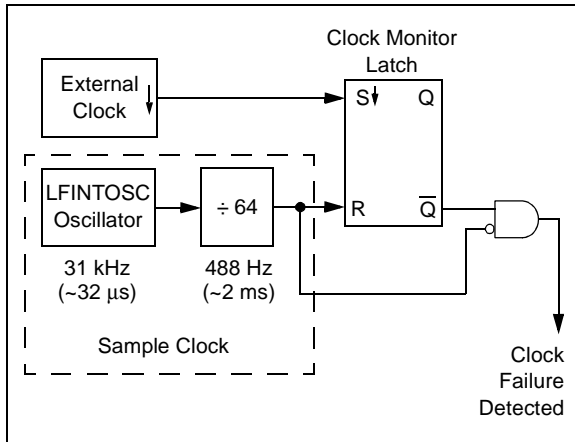 Clock Monitor
Latch
External
Clock
S
Q
LFINTOSC
Oscillator
÷ 64
R
Q
31 kHz
(~32 μs)
488 Hz
(~2 ms)
Sample Clock
Clock
Failure
Detected